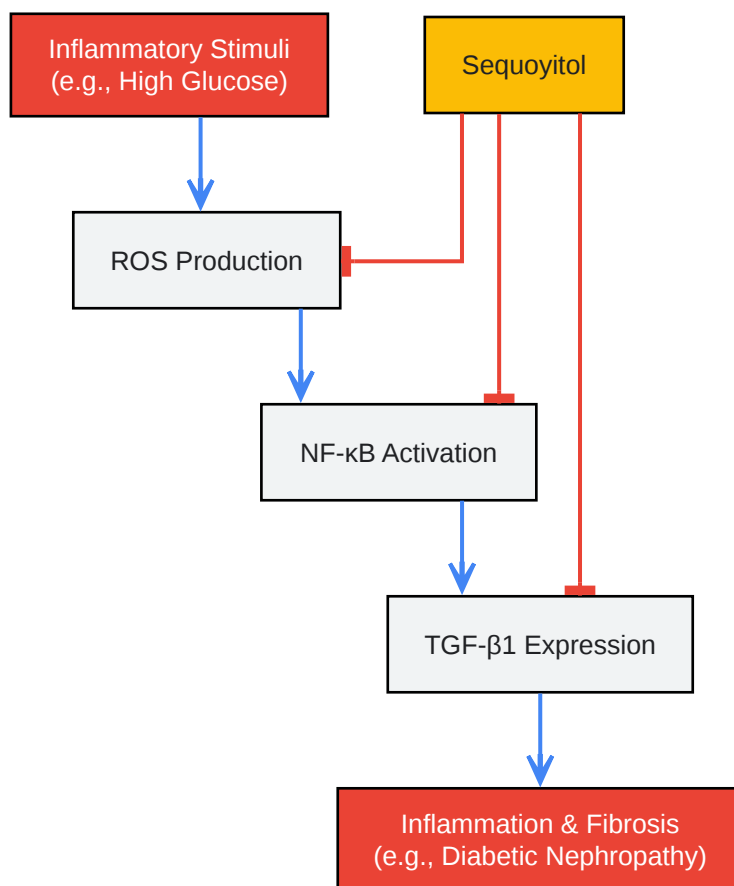 Inflammatory Stimuli
(e.g., High Glucose)
Sequoyitol
ROS Production
NF-κB Activation
TGF-β1 Expression
Inflammation & Fibrosis
(e.g., Diabetic Nephropathy)